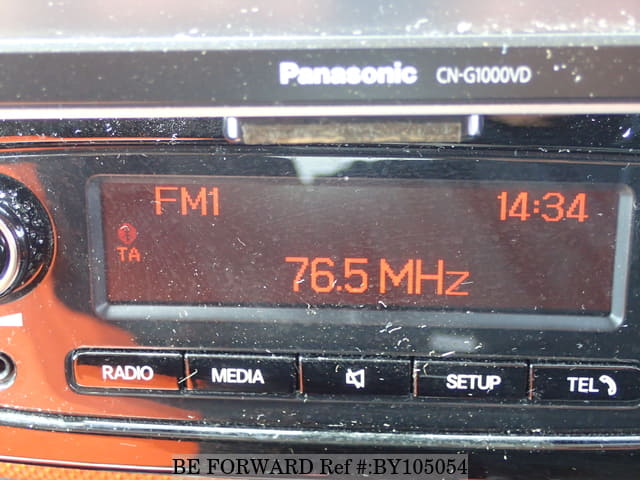 Panasonic CN-G1000VD
FM1 14:34
TA
76.5 MHz
RADIO MEDIA SETUP TEL
BE FORWARD Ref #:BY105054